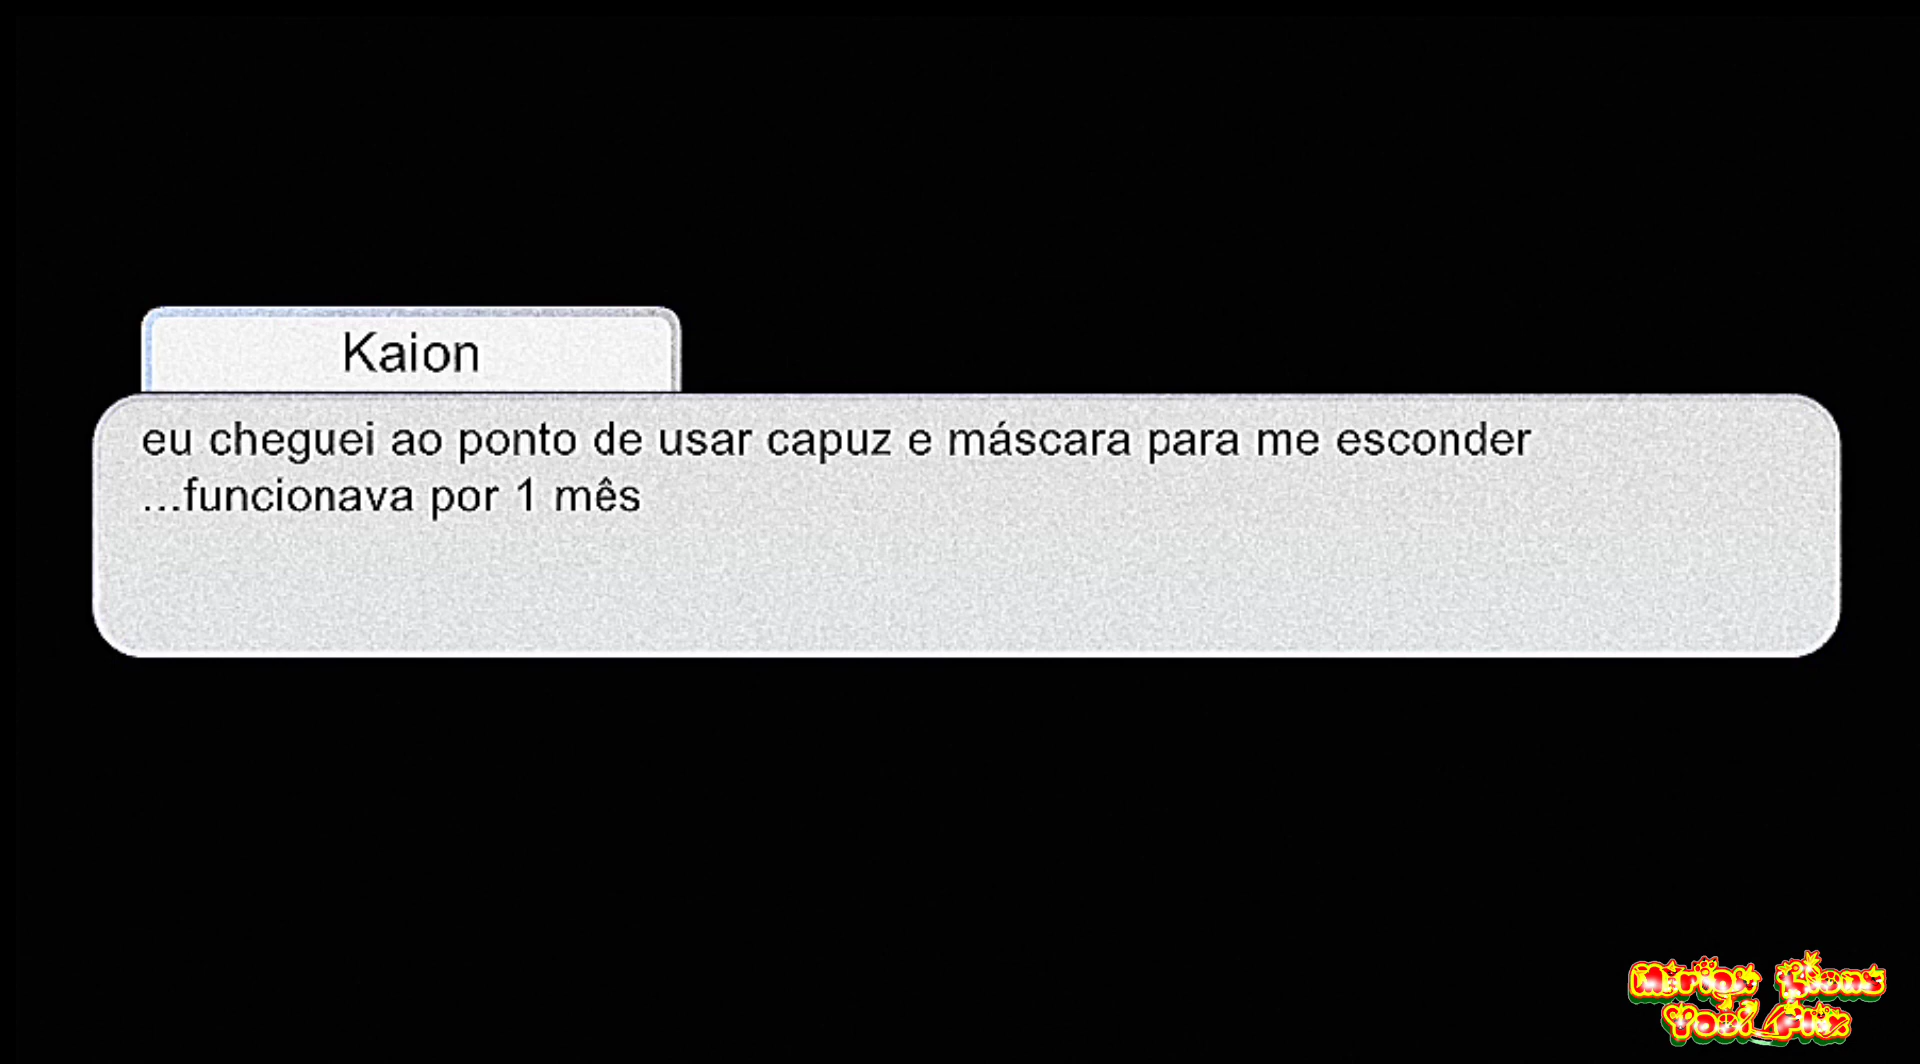 Kaion
eu cheguei ao ponto de usar capuz e máscara para me esconder
...funcionava por 1 mês